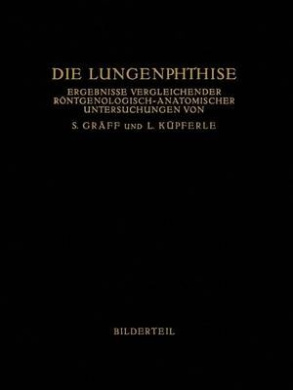 DIE LUNGENPHTHISE
ERGEBNISSE VERGLEICHENDER
RÖNTGENOLOGISCH-ANATOMISCHER
UNTERSUCHUNGEN VON
S. GRÄFF UND L. KÜPFERLE
BILDERTEIL